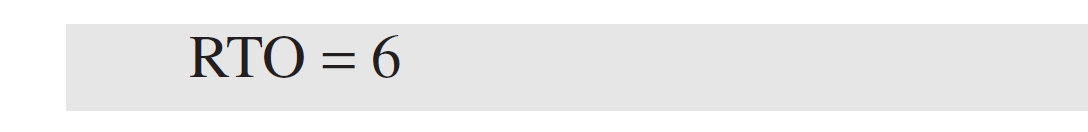 RTO = 6